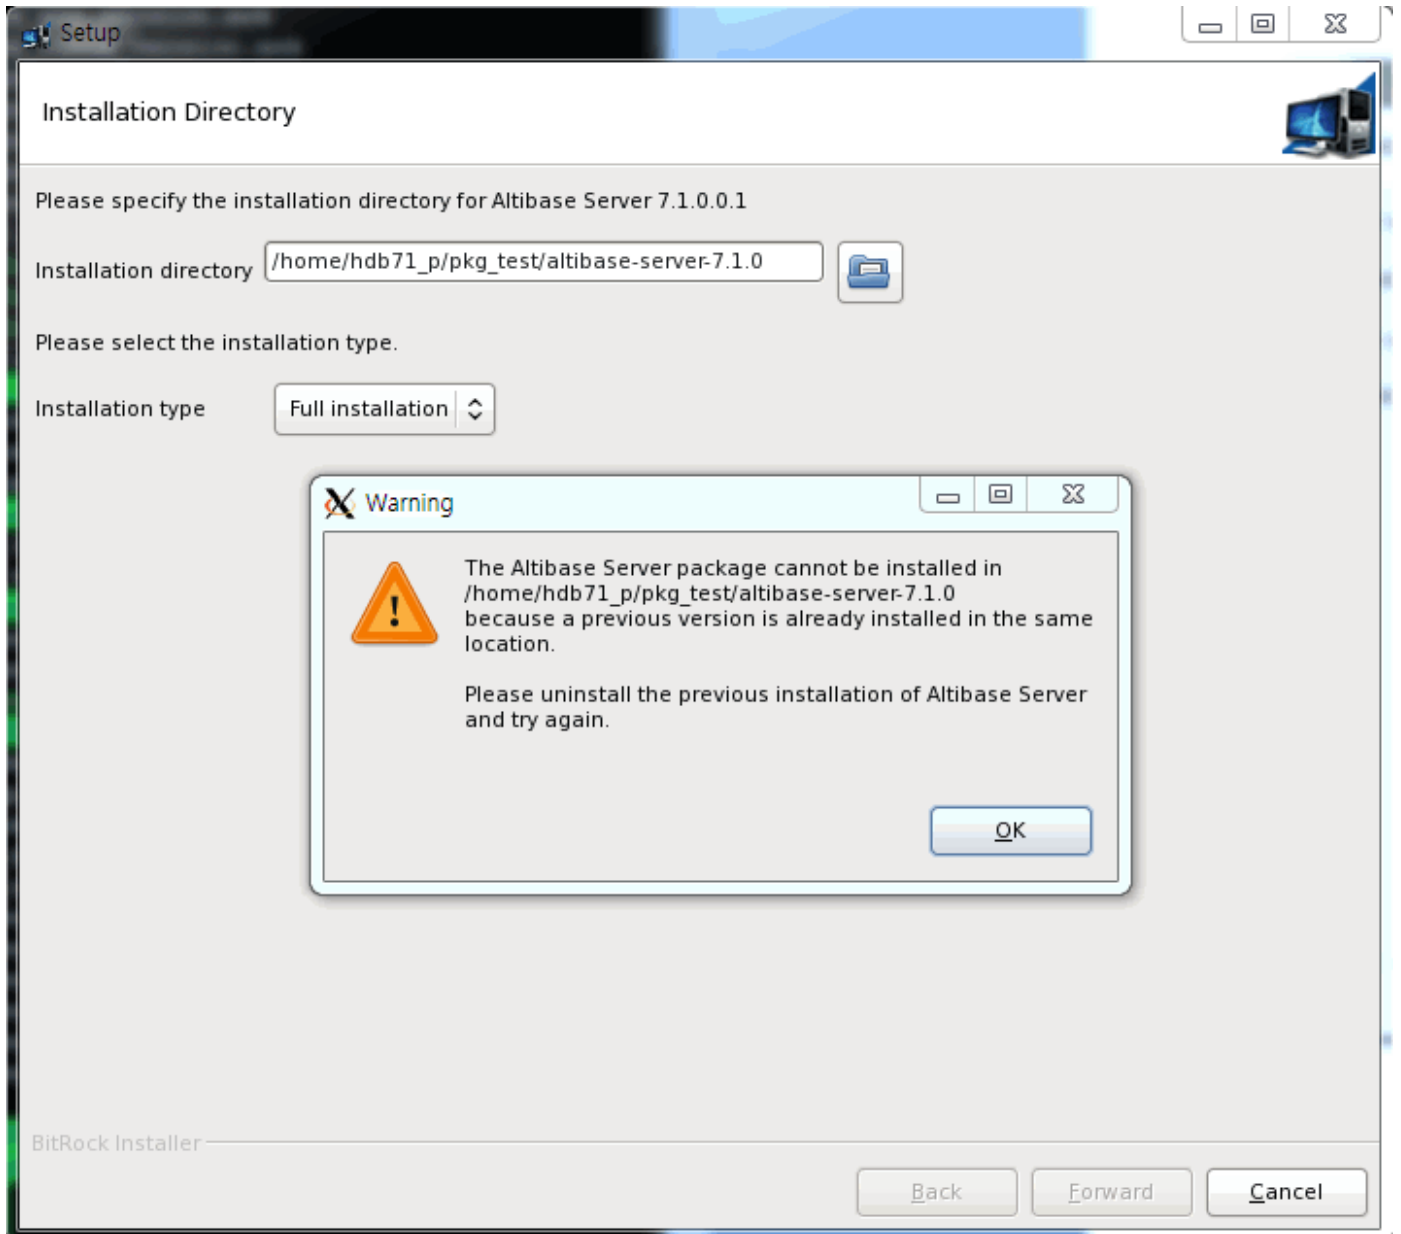 Setup
Installation Directory
Please specify the installation directory for Altibase Server 7.1.0.0.1
Installation directory /home/hdb71_p/pkg_test/altibase-server-7.1.0
Please select the installation type.
Installation type Full installation
Warning
The Altibase Server package cannot be installed in
/home/hdb71_p/pkg_test/altibase-server-7.1.0
because a previous version is already installed in the same
location.
Please uninstall the previous installation of Altibase Server
and try again.
OK
BitRock Installer
Back Forward Cancel